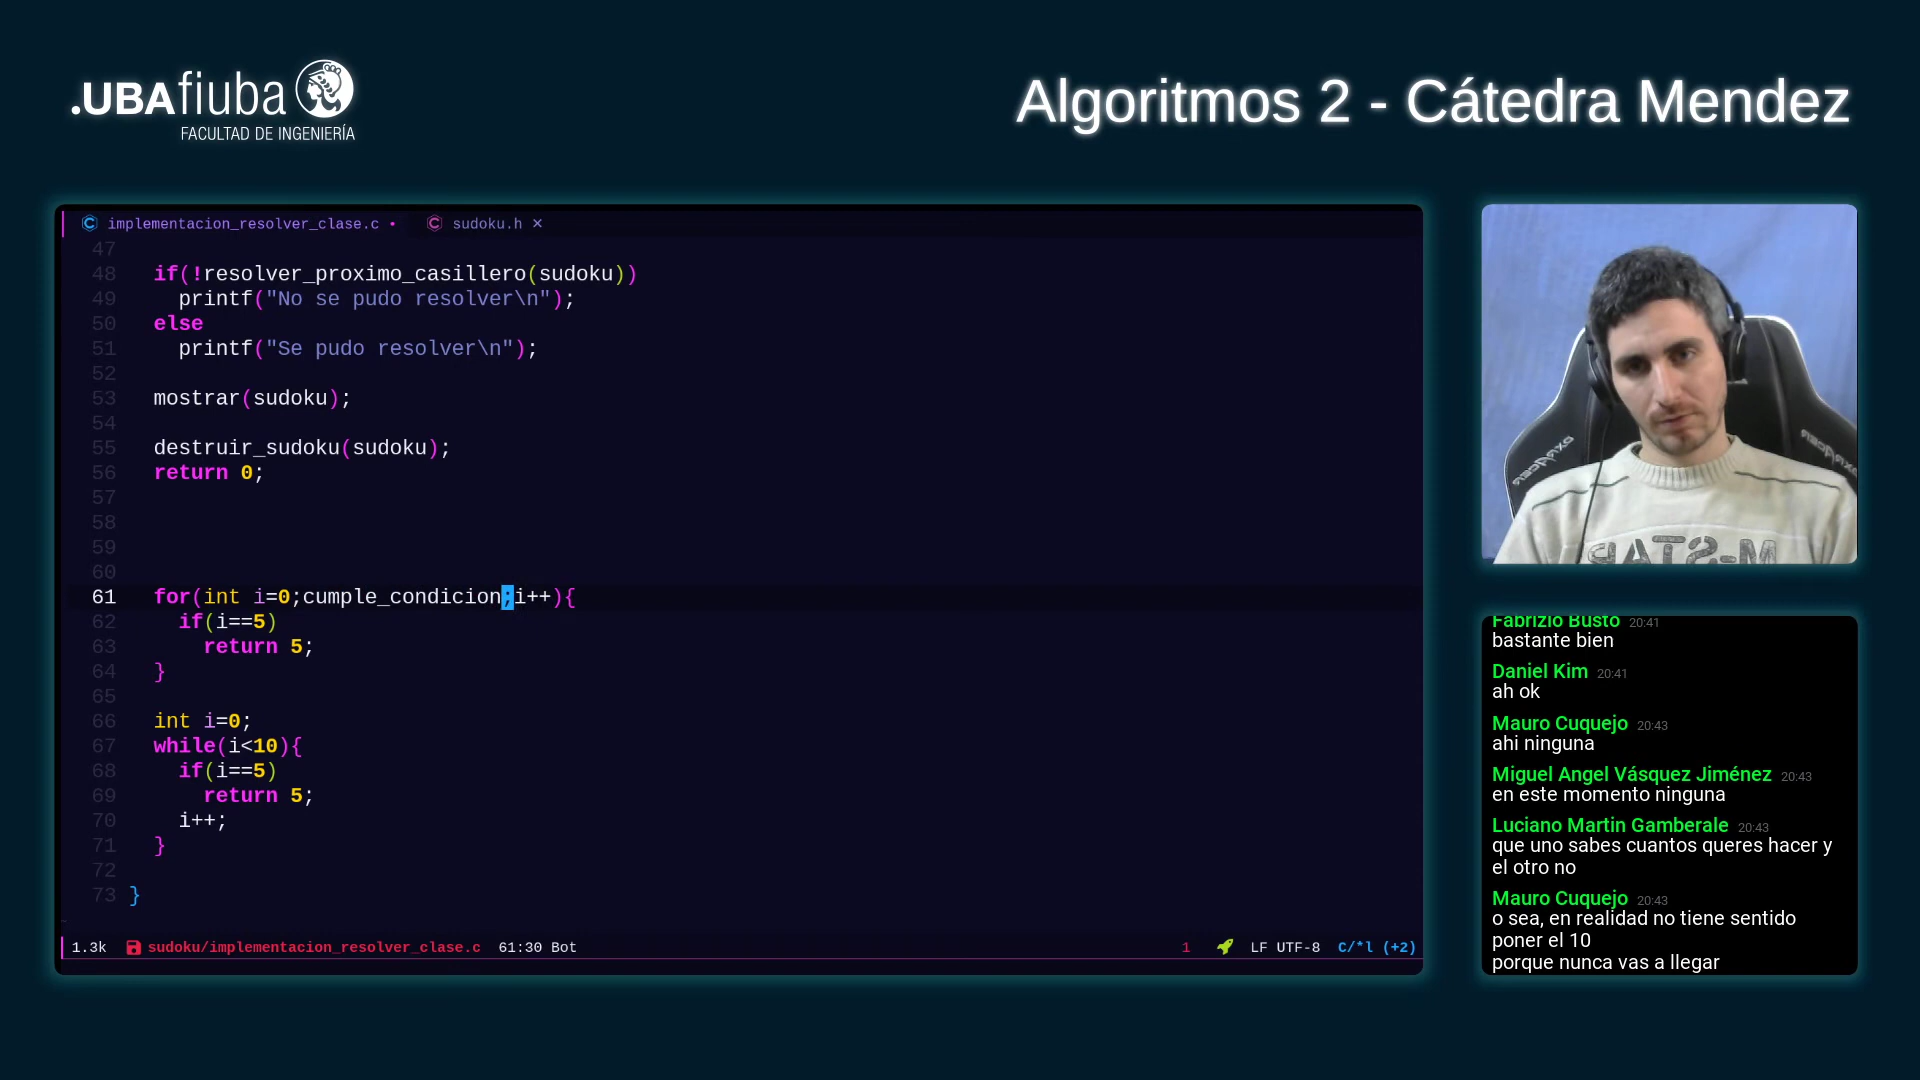 .UBAfiuba
FACULTAD DE INGENIERÍA
Algoritmos 2 - Cátedra Mendez
implementacion_resolver_clase.c • sudoku.h ×
47
48 if(!resolver_proximo_casillero(sudoku))
49 printf("No se pudo resolver\n");
50 else
51 printf("Se pudo resolver\n");
52
53 mostrar(sudoku);
54
55 destruir_sudoku(sudoku);
56 return 0;
57
58
59
60
61 for(int i=0;cumple_condicion;i++){
62 if(i==5)
63 return 5;
64 }
65
66 int i=0;
67 while(i<10){
68 if(i==5)
69 return 5;
70 i++;
71 }
72
73 }
~
1.3k sudoku/implementacion_resolver_clase.c 61:30 Bot 1 LF UTF-8 C/*l (+2)
DXRACER
DXRACER
M-STAR
Fabrizio Busto 20:41
bastante bien
Daniel Kim 20:41
ah ok
Mauro Cuquejo 20:43
ahi ninguna
Miguel Angel Vásquez Jiménez 20:43
en este momento ninguna
Luciano Martin Gamberale 20:43
que uno sabes cuantos queres hacer y
el otro no
Mauro Cuquejo 20:43
o sea, en realidad no tiene sentido
poner el 10
porque nunca vas a llegar